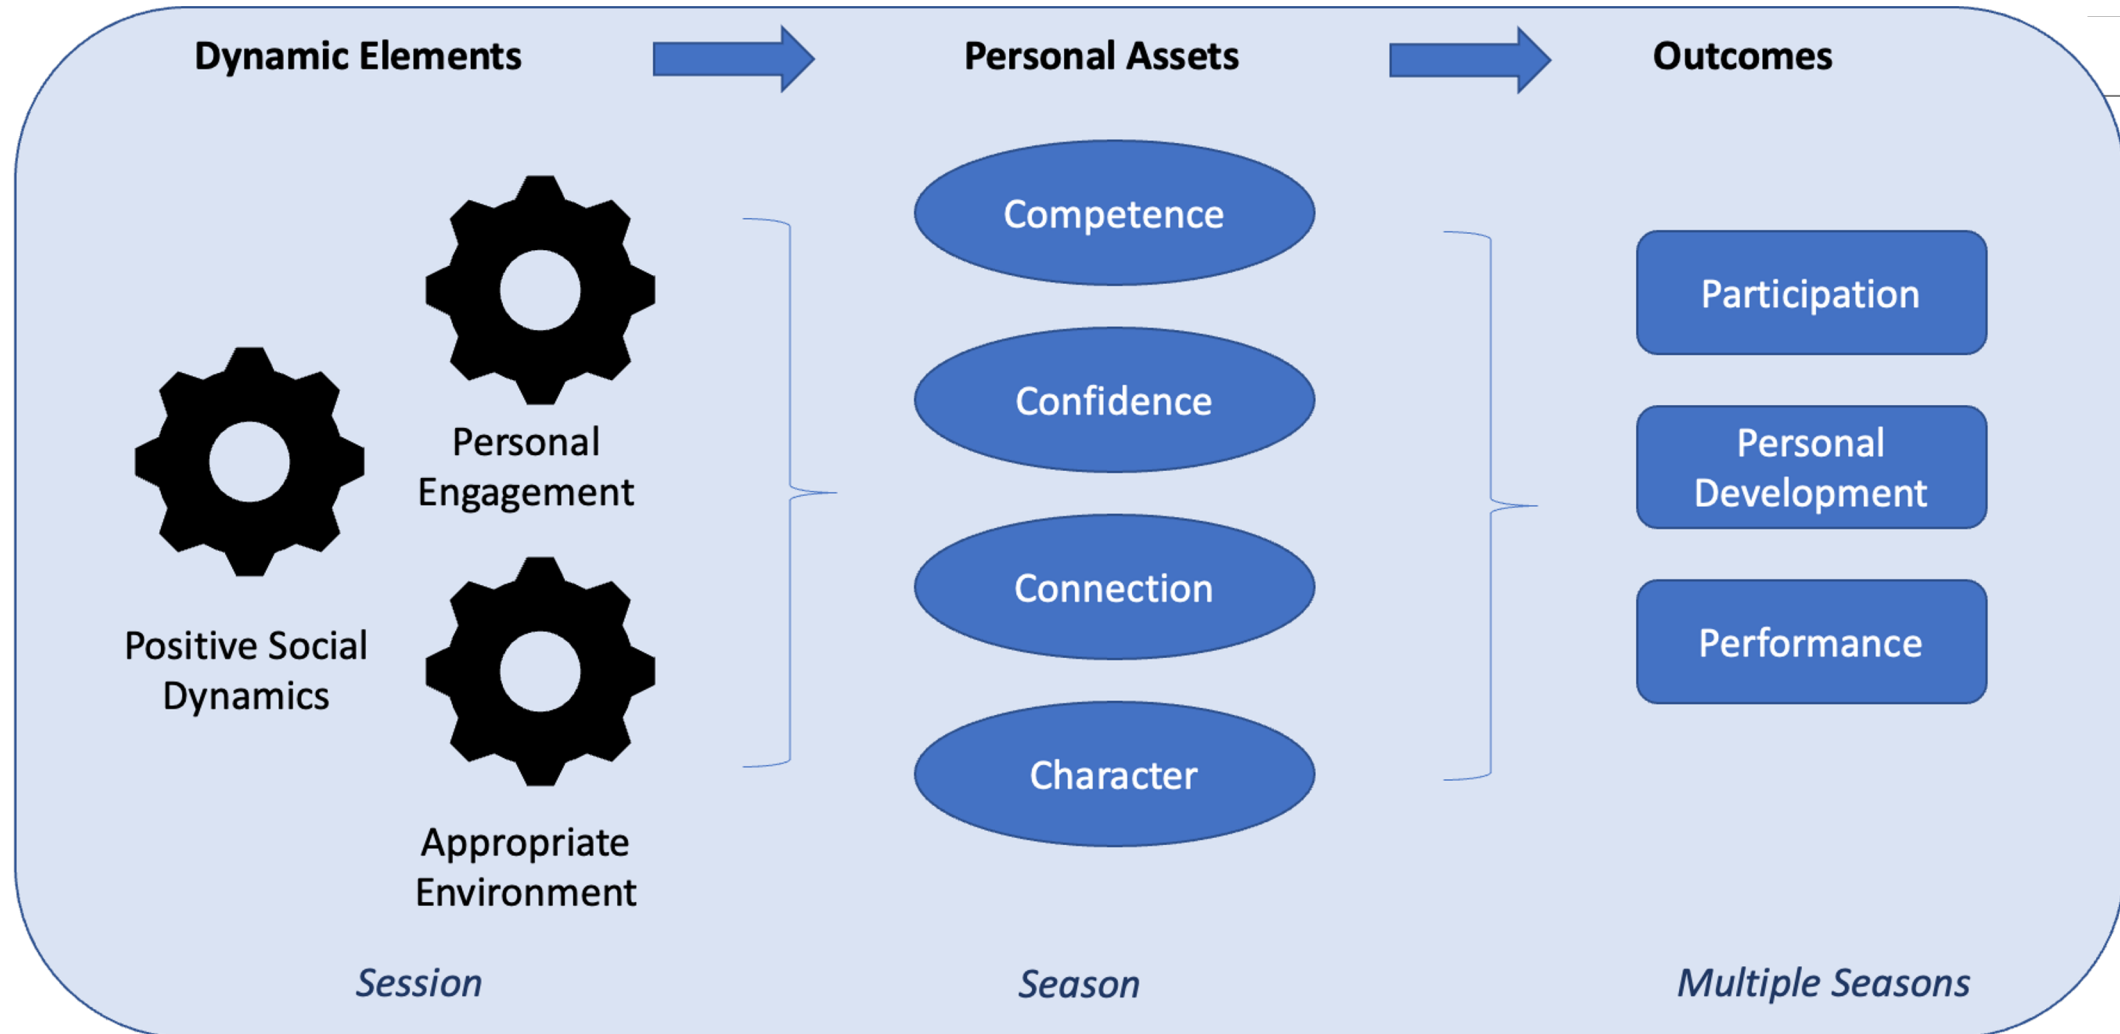 Dynamic Elements
Personal Assets
Outcomes
Personal
Engagement
Positive Social
Dynamics
Appropriate
Environment
Competence
Confidence
Connection
Character
Participation
Personal
Development
Performance
Session
Season
Multiple Seasons